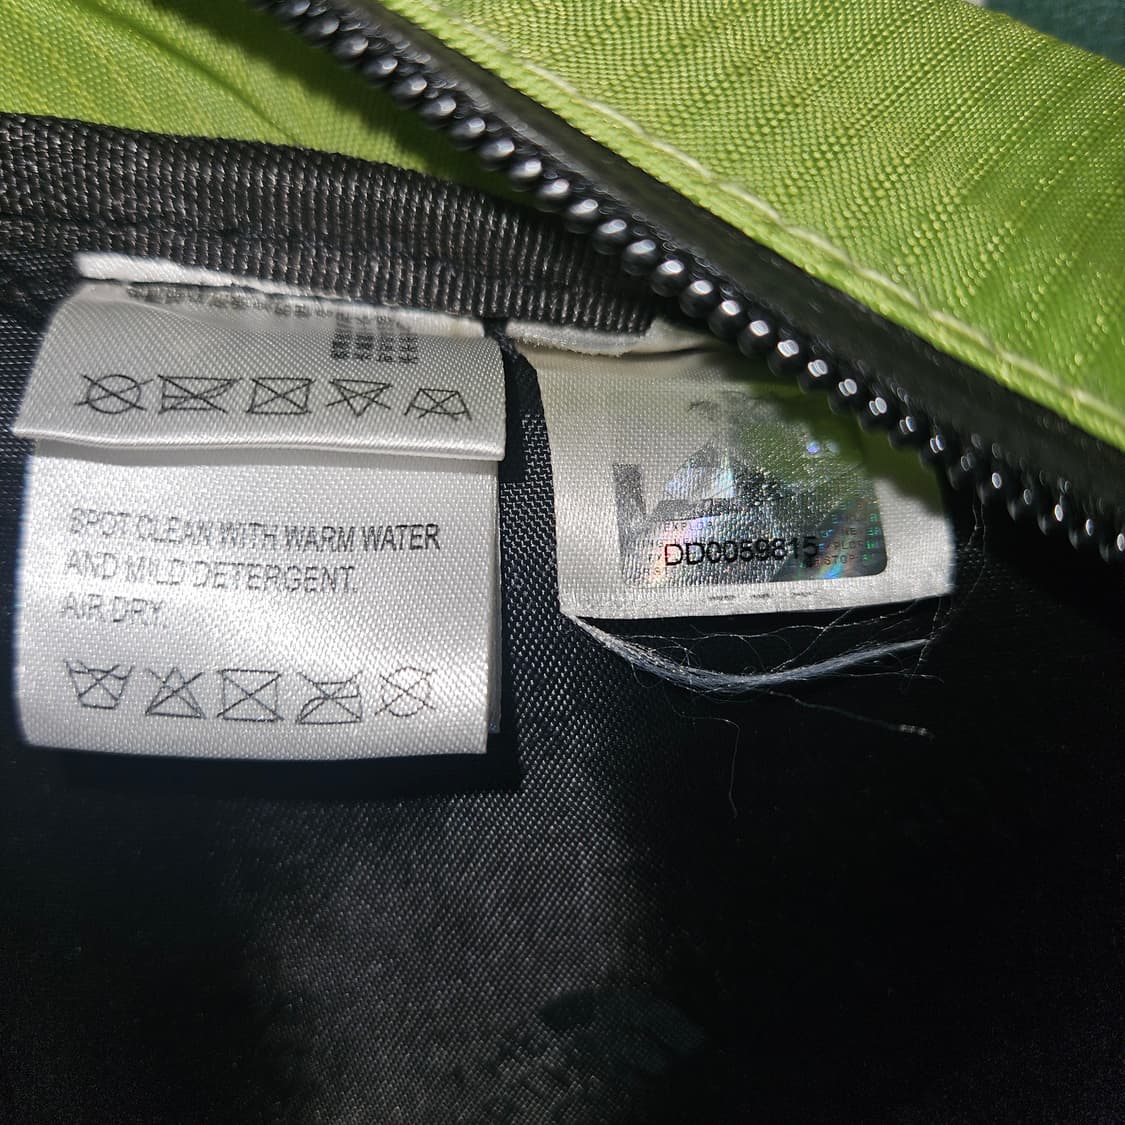 SPOT CLEAN WITH WARM WATER
AND MILD DETERGENT.
AIR DRY.
DD0059815